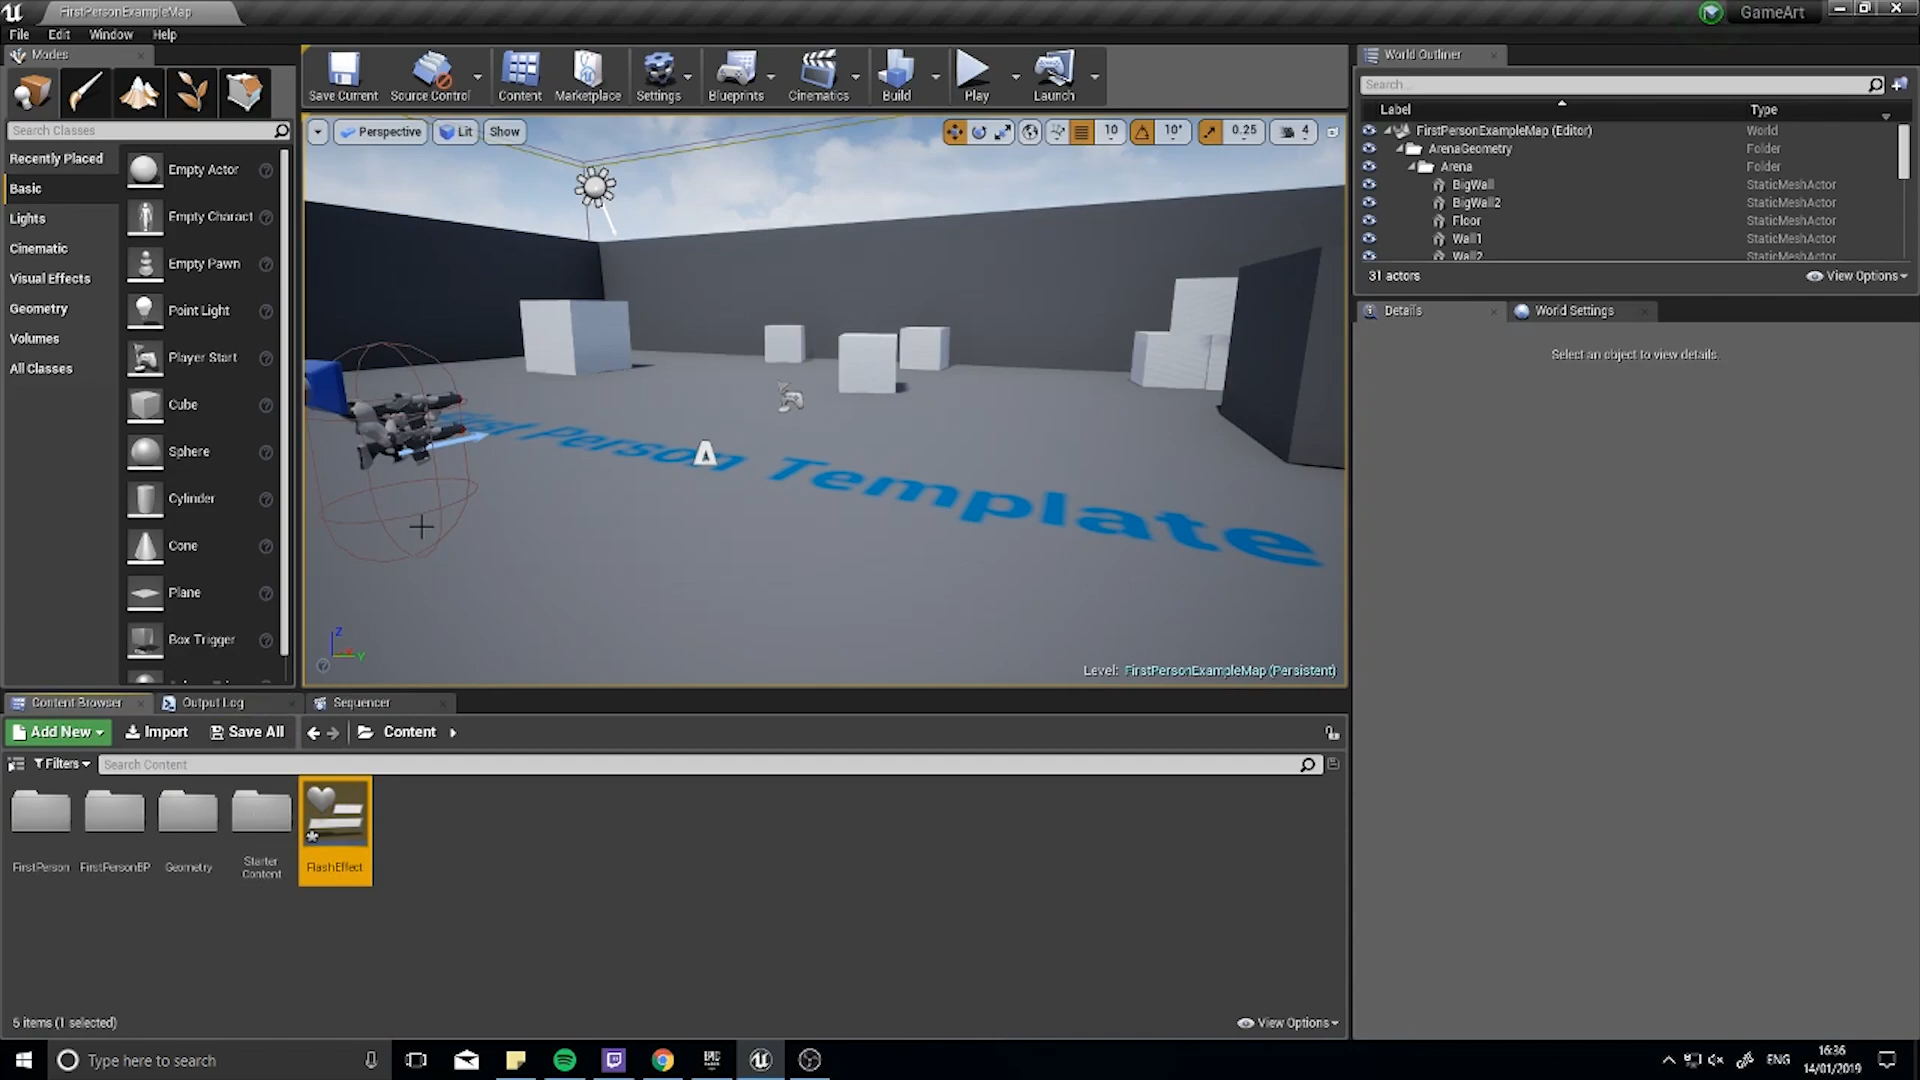 FirstPersonExampleMap
GameArt
File Edit Window Help
Modes
Save Current Source Control Content Marketplace Settings Blueprints Cinematics Build Play Launch
Search Classes
Recently Placed
Basic
Lights
Cinematic
Visual Effects
Geometry
Volumes
All Classes
Empty Actor
Empty Charact
Empty Pawn
Point Light
Player Start
Cube
Sphere
Cylinder
Cone
Plane
Box Trigger
Perspective Lit Show
10 10° 0.25 4
First Person Template
Z
Y
Level: FirstPersonExampleMap (Persistent)
World Outliner
Search...
Label Type
FirstPersonExampleMap (Editor) World
ArenaGeometry Folder
Arena Folder
BigWall StaticMeshActor
BigWall2 StaticMeshActor
Floor StaticMeshActor
Wall1 StaticMeshActor
Wall2 StaticMeshActor
31 actors
View Options
Details World Settings
Select an object to view details.
Content Browser Output Log Sequencer
Add New Import Save All Content
Filters Search Content
FirstPerson FirstPersonBP Geometry Starter Content FlashEffect
5 items (1 selected)
View Options
Type here to search
EPIC
ENG
16:36
14/01/2019